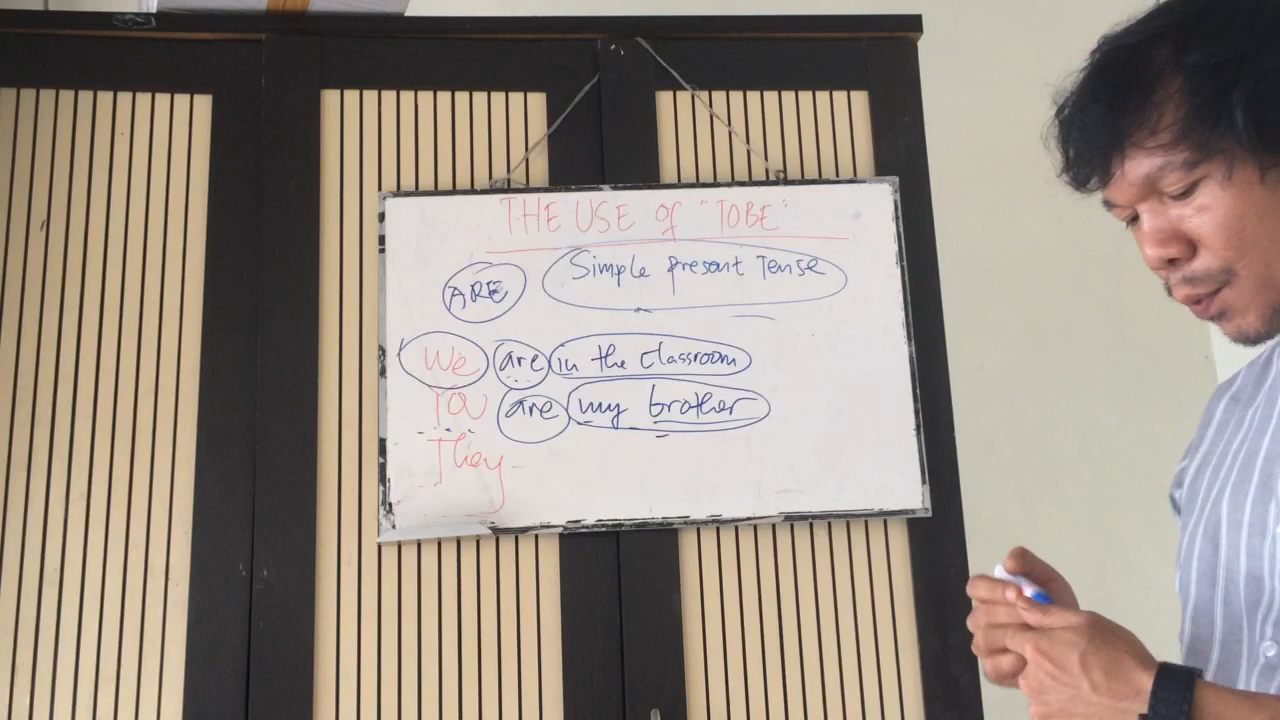 THE USE of "TOBE"
ARE Simple present Tense
We are in the classroom
You are my brother
They